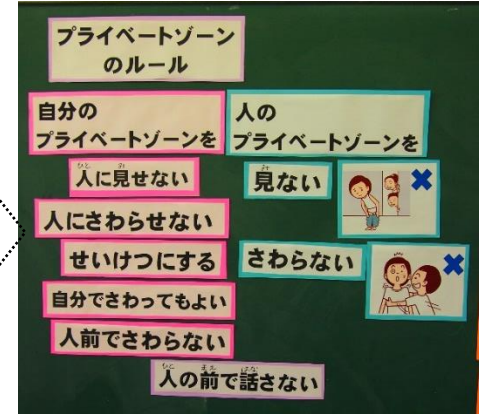 プライベートゾーン
のルール
自分の
プライベートゾーンを
人に見せない
人にさわらせない
せいけつにする
自分でさわってもよい
人前でさわらない
人の
プライベートゾーンを
見ない
さわらない
人の前で話さない